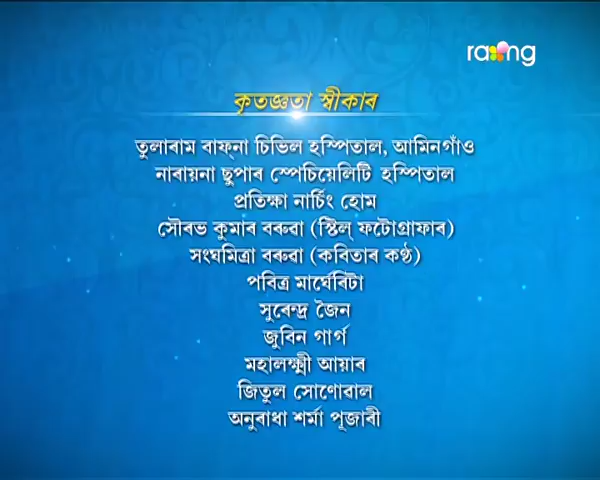 rang
কৃতজ্ঞতা স্বীকাৰ
তুলাৰাম বাফ্‌না চিভিল হস্পিতাল, আমিনগাঁও
নাৰায়না ছুপাৰ স্পেচিয়েলিটি হস্পিতাল
প্ৰতিক্ষা নাৰ্চিং হোম
সৌৰভ কুমাৰ বৰুৱা (স্টিল্ ফটোগ্ৰাফাৰ)
সংঘমিত্ৰা বৰুৱা (কবিতাৰ কণ্ঠ)
পবিত্ৰ মাৰ্ঘেৰিটা
সুৰেন্দ্ৰ জৈন
জুবিন গাৰ্গ
মহালক্ষ্মী আয়াৰ
জিতুল সোণোৱাল
অনুৰাধা শৰ্মা পূজাৰী